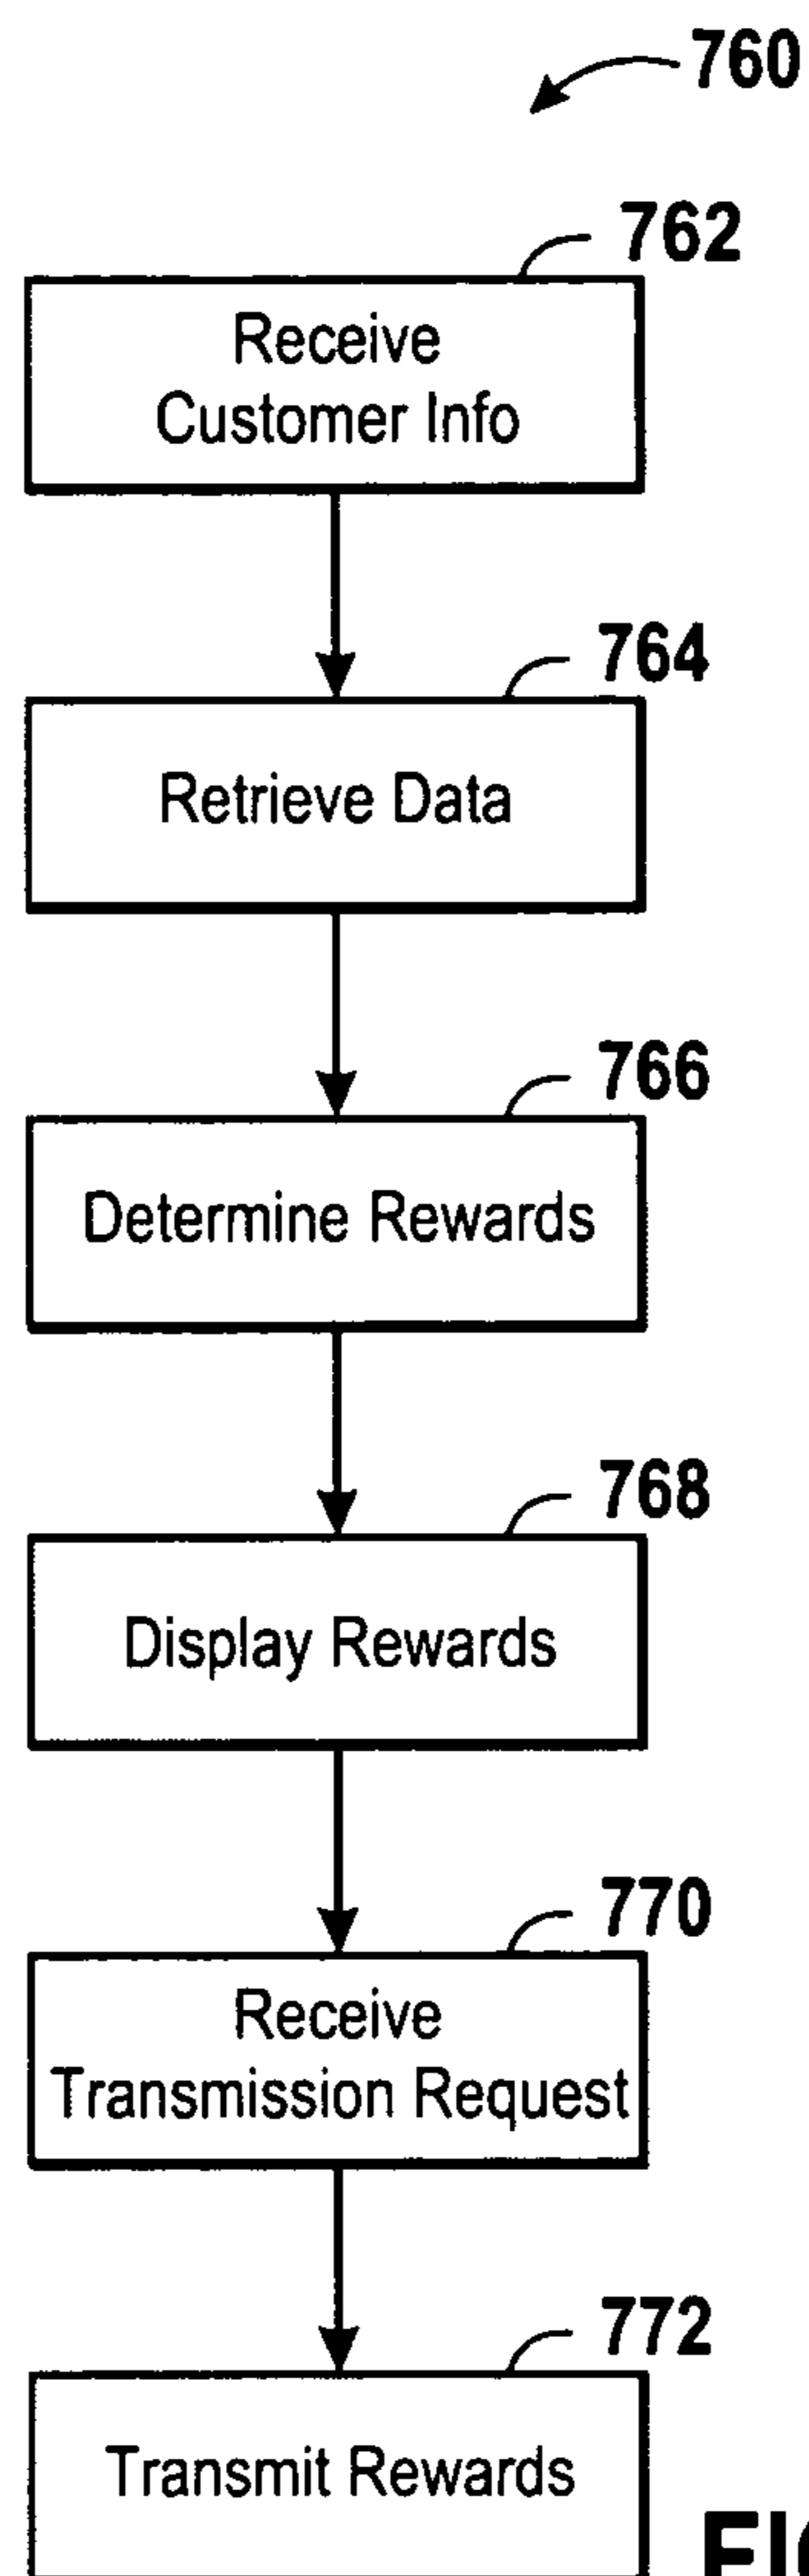 760
762
Receive
Customer Info
764
Retrieve Data
766
Determine Rewards
768
Display Rewards
770
Receive
Transmission Request
772
Transmit Rewards